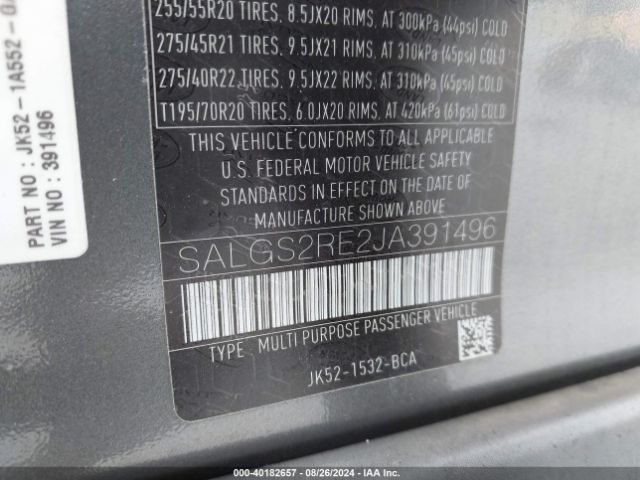 255/55R20 TIRES, 8.5JX20 RIMS, AT 300kPa (44psi) COLD
275/45R21 TIRES, 9.5JX21 RIMS, AT 310kPa (45psi) COLD
275/40R22 TIRES, 9.5JX22 RIMS, AT 310kPa (45psi) COLD
T195/70R20 TIRES, 6.0JX20 RIMS, AT 420kPa (61psi) COLD
THIS VEHICLE CONFORMS TO ALL APPLICABLE
U.S. FEDERAL MOTOR VEHICLE SAFETY
STANDARDS IN EFFECT ON THE DATE OF
MANUFACTURE SHOWN ABOVE
SALGS2RE2JA391496
TYPE: MULTI PURPOSE PASSENGER VEHICLE
JK52-1532-BCA
PART NO : JK52-1A552-0
VIN NO : 391496
000-40182657 - 08/26/2024 - IAA Inc.